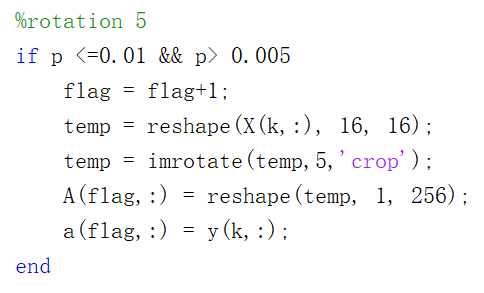 %rotation 5
if p <=0.01 && p> 0.005
    flag = flag+1;
    temp = reshape(X(k,:), 16, 16);
    temp = imrotate(temp,5,'crop');
    A(flag,:) = reshape(temp, 1, 256);
    a(flag,:) = y(k,:);
end